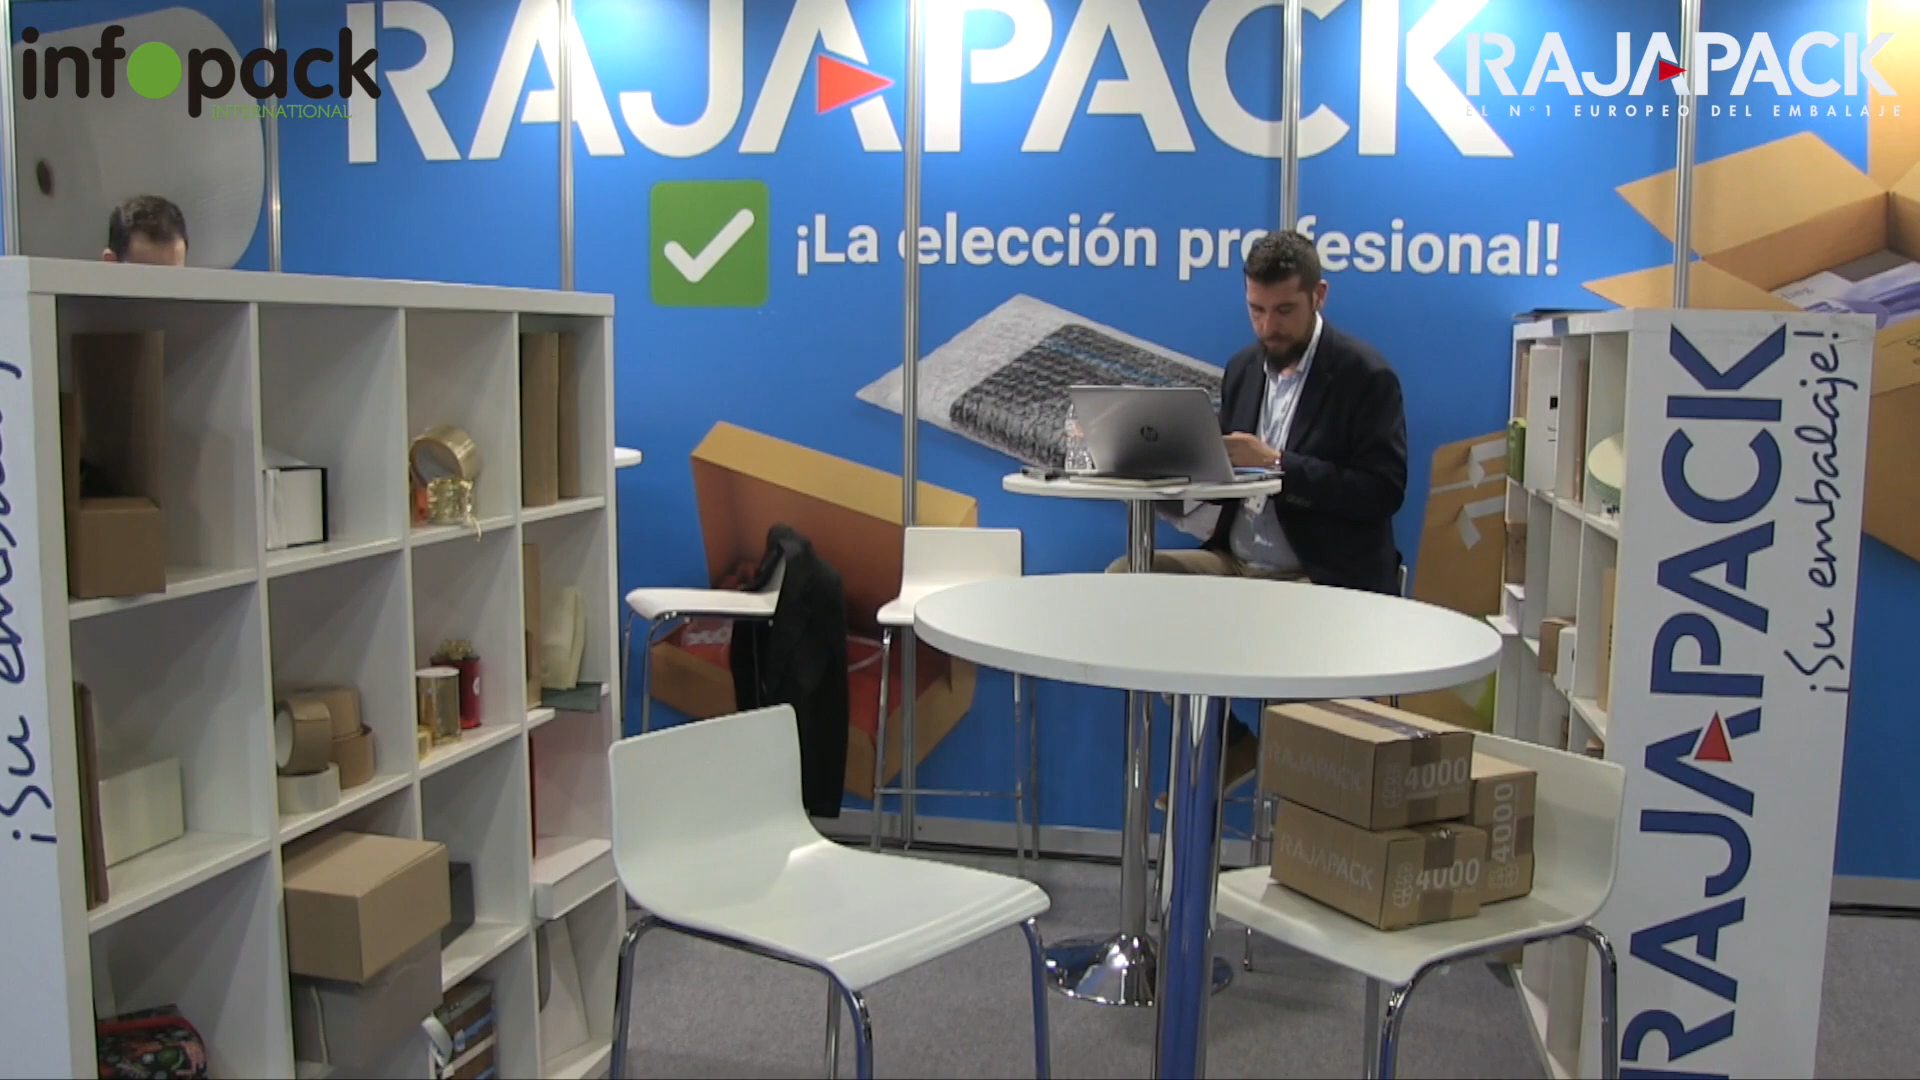 infopack
INTERNATIONAL
RAJAPACK
RAJAPACK
EL Nº1 EUROPEO DEL EMBALAJE
¡La elección profesional!
hp
RAJAPACK
¡Su embalaje!
¡Su
RAJAPACK
4000
RAJAPACK
4000
4000